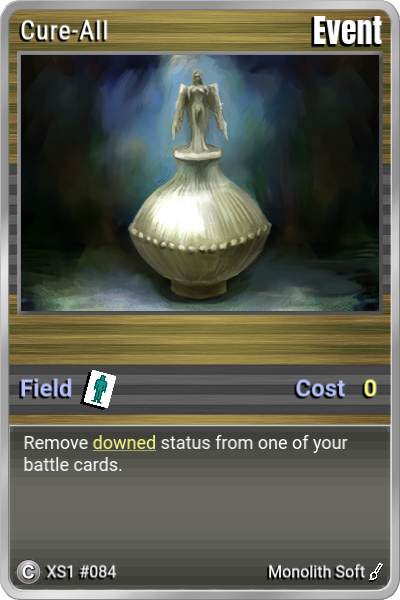 Cure-All Event
Field Cost 0
Remove downed status from one of your
battle cards.
C XS1 #084 Monolith Soft